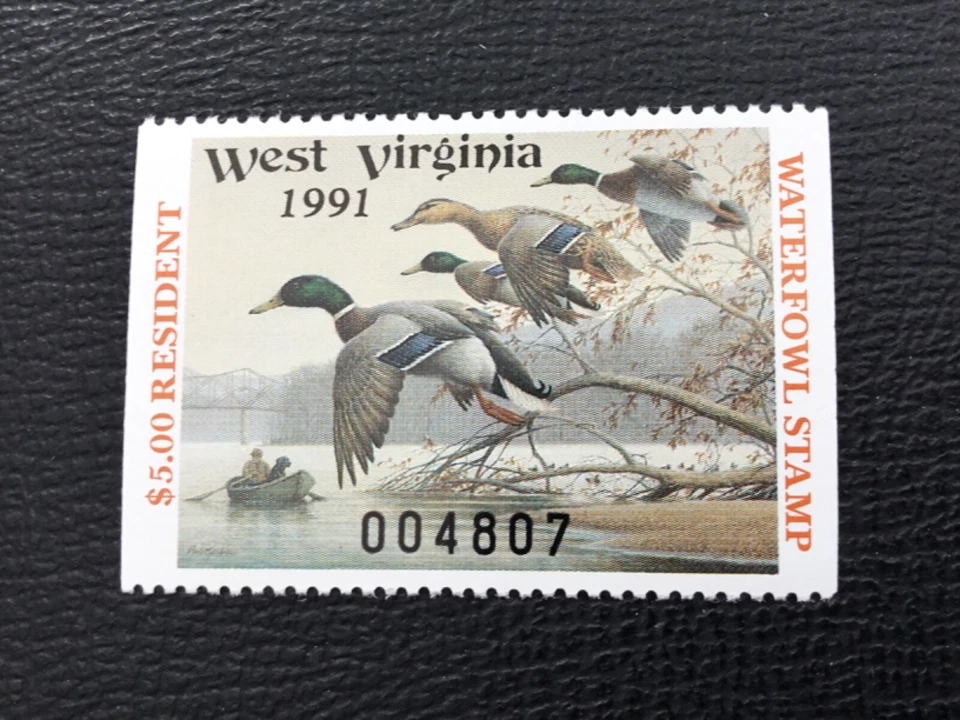 West Virginia
1991
$5.00 RESIDENT
WATERFOWL STAMP
004807